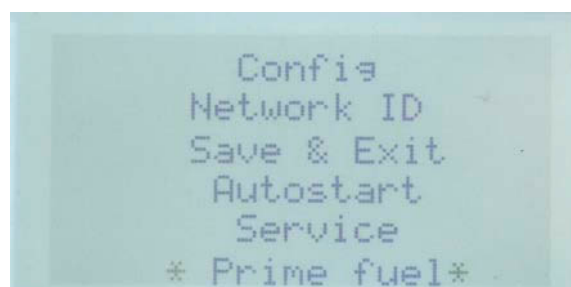 Config
Network ID
Save & Exit
Autostart
Service
* Prime fuel*